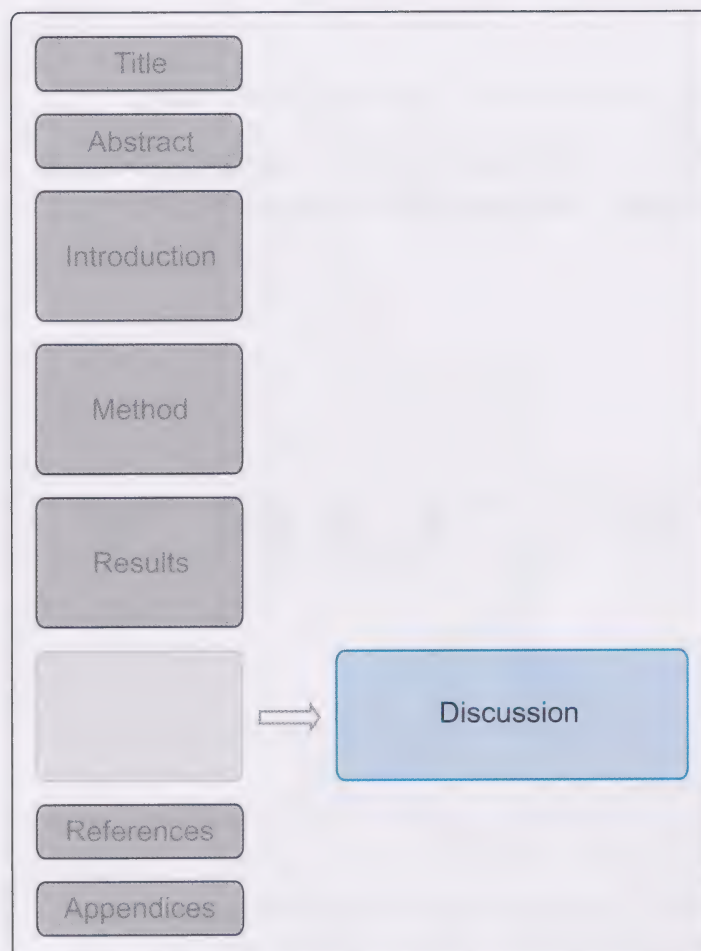 Title
Abstract
Introduction
Method
Results
Discussion
References
Appendices